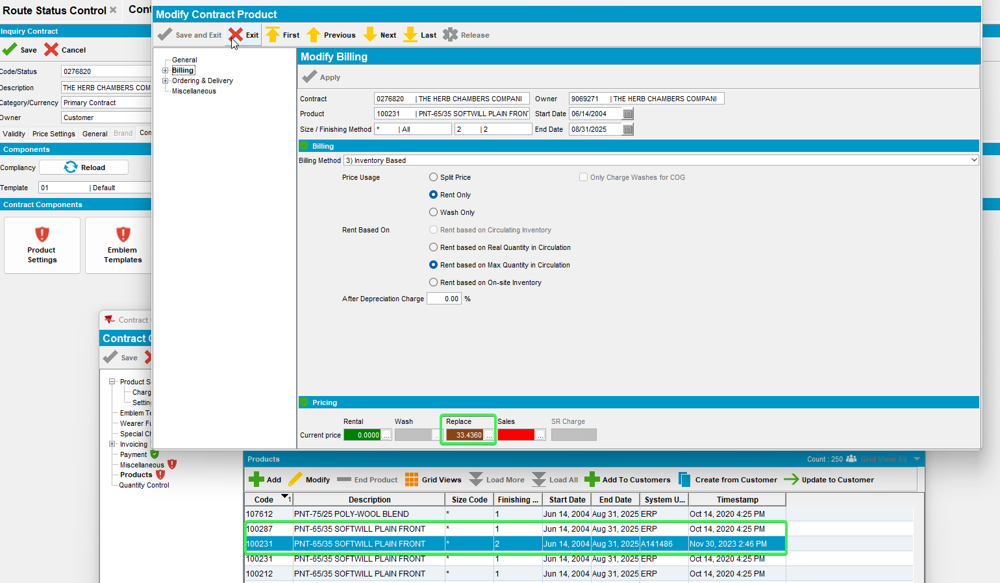 Route Status Control
Inquiry Contract
Save Cancel
Code/Status 0276820
Description THE HERB CHAMBERS COM
Category/Currency Primary Contract
Owner Customer
Validity Price Settings General Brand
Components
Compliancy Reload
Template 01 | Default
Contract Components
Product Settings
Emblem Templates
Modify Contract Product
Save and Exit Exit First Previous Next Last Release
General
Billing
Ordering & Delivery
Miscellaneous
Modify Billing
Apply
Contract 0276820 | THE HERB CHAMBERS COMPANI Owner 9069271 | THE HERB CHAMBERS COMPANI
Product 100231 | PNT-65/35 SOFTWILL PLAIN FRON Start Date 06/14/2004 16
Size / Finishing Method * | All 2 | 2 End Date 08/31/2025 16
Billing
Billing Method 3) Inventory Based
Price Usage Split Price Only Charge Washes for COG
Rent Only
Wash Only
Rent Based On Rent based on Circulating Inventory
Rent based on Real Quantity in Circulation
Rent based on Max Quantity in Circulation
Rent based on On-site Inventory
After Depreciation Charge 0.00 %
Pricing
Rental Wash Replace Sales SR Charge
Current price 0.0000 ... ... 33.4360 ... ...
Contract
Contract
Save
Product S
Charg
Settin
Emblem Te
Wearer Fu
Special Ch
Invoicing
Payment
Miscellaneous
Products
Quantity Control
Products Count : 250 Grid View All
Add Modify End Product Grid Views Load More Load All Add To Customers Create from Customer Update to Customer
Code 1 Description Size Code Finishing ... Start Date End Date System U... Timestamp
107612 PNT-75/25 POLY-WOOL BLEND * 1 Jun 14, 2004 Aug 31, 2025 ERP Oct 14, 2020 4:25 PM
100287 PNT-65/35 SOFTWILL PLAIN FRONT * 1 Jun 14, 2004 Aug 31, 2025 ERP Oct 14, 2020 4:25 PM
100231 PNT-65/35 SOFTWILL PLAIN FRONT * 2 Jun 14, 2004 Aug 31, 2025 A141486 Nov 30, 2023 2:46 PM
100231 PNT-65/35 SOFTWILL PLAIN FRONT * 1 Jun 14, 2004 Aug 31, 2025 ERP Oct 14, 2020 4:25 PM
100212 PNT-65/35 SOFTWILL PLAIN FRONT * 1 Jun 14, 2004 Aug 31, 2025 ERP Oct 14, 2020 4:25 PM